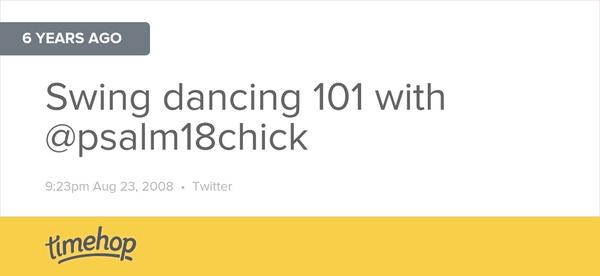 6 YEARS AGO
Swing dancing 101 with
@psalm18chick
9:23pm Aug 23, 2008 • Twitter
timehop